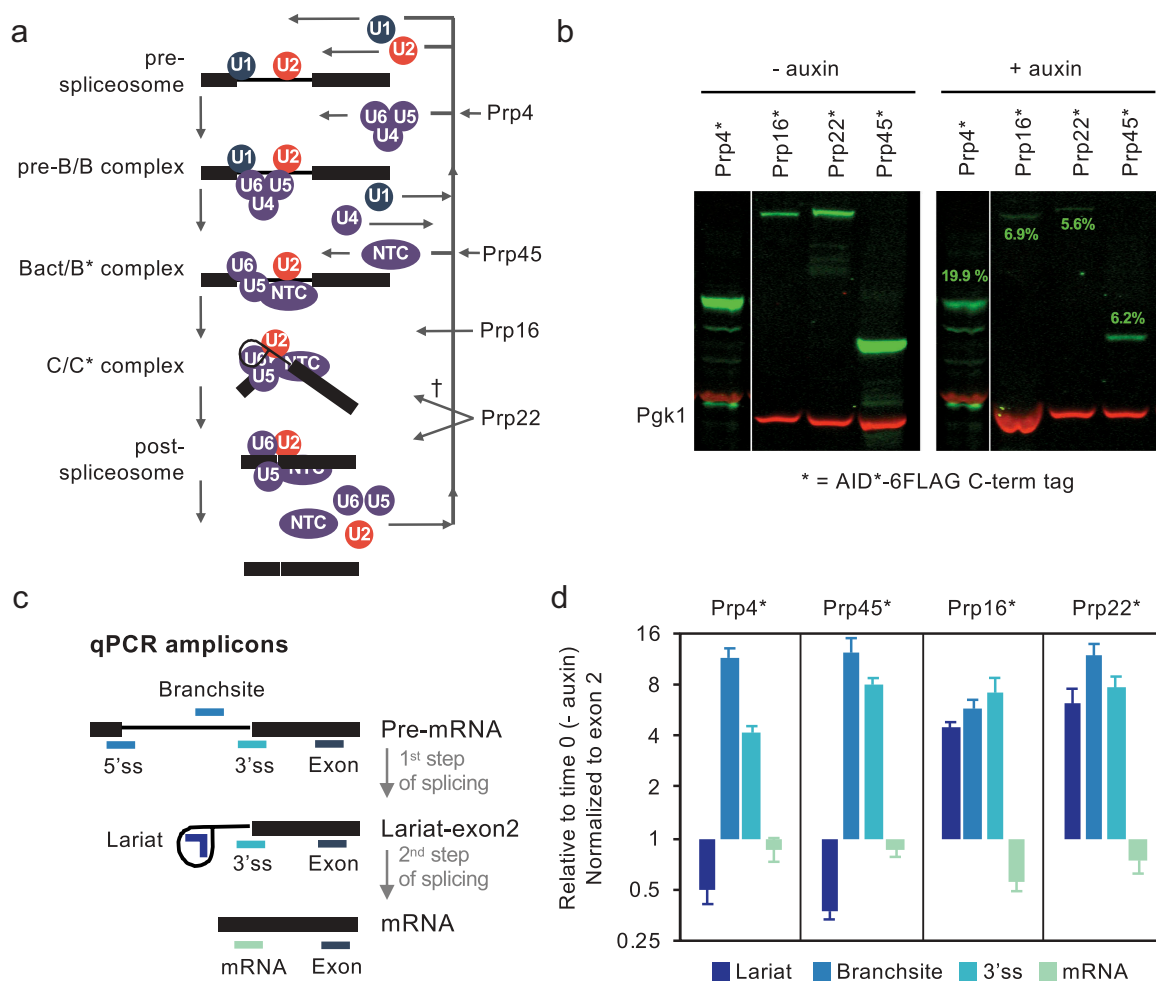 a
pre-
spliceosome
U1
U2
U1
U2
U6 U5
U4
Prp4
pre-B/B complex
U1
U2
U6 U5
U4
U1
U4
NTC
Prp45
Bact/B* complex
U6
U2
U5
NTC
Prp16
C/C* complex
U2
U6
NTC
U5
†
Prp22
post-
spliceosome
U6
U2
U5
NTC
U6 U5
NTC
U2
b
- auxin
+ auxin
Prp4*
Prp16*
Prp22*
Prp45*
Prp4*
Prp16*
Prp22*
Prp45*
6.9%
5.6%
19.9 %
6.2%
Pgk1
* = AID*-6FLAG C-term tag
c
qPCR amplicons
Branchsite
Pre-mRNA
5'ss
3'ss
Exon
1st step
of splicing
Lariat
Lariat-exon2
3'ss
Exon
2nd step
of splicing
mRNA
mRNA
Exon
d
Prp4*
Prp45*
Prp16*
Prp22*
Relative to time 0 (- auxin)
Normalized to exon 2
16
8
4
2
1
0.5
0.25
Lariat
Branchsite
3'ss
mRNA